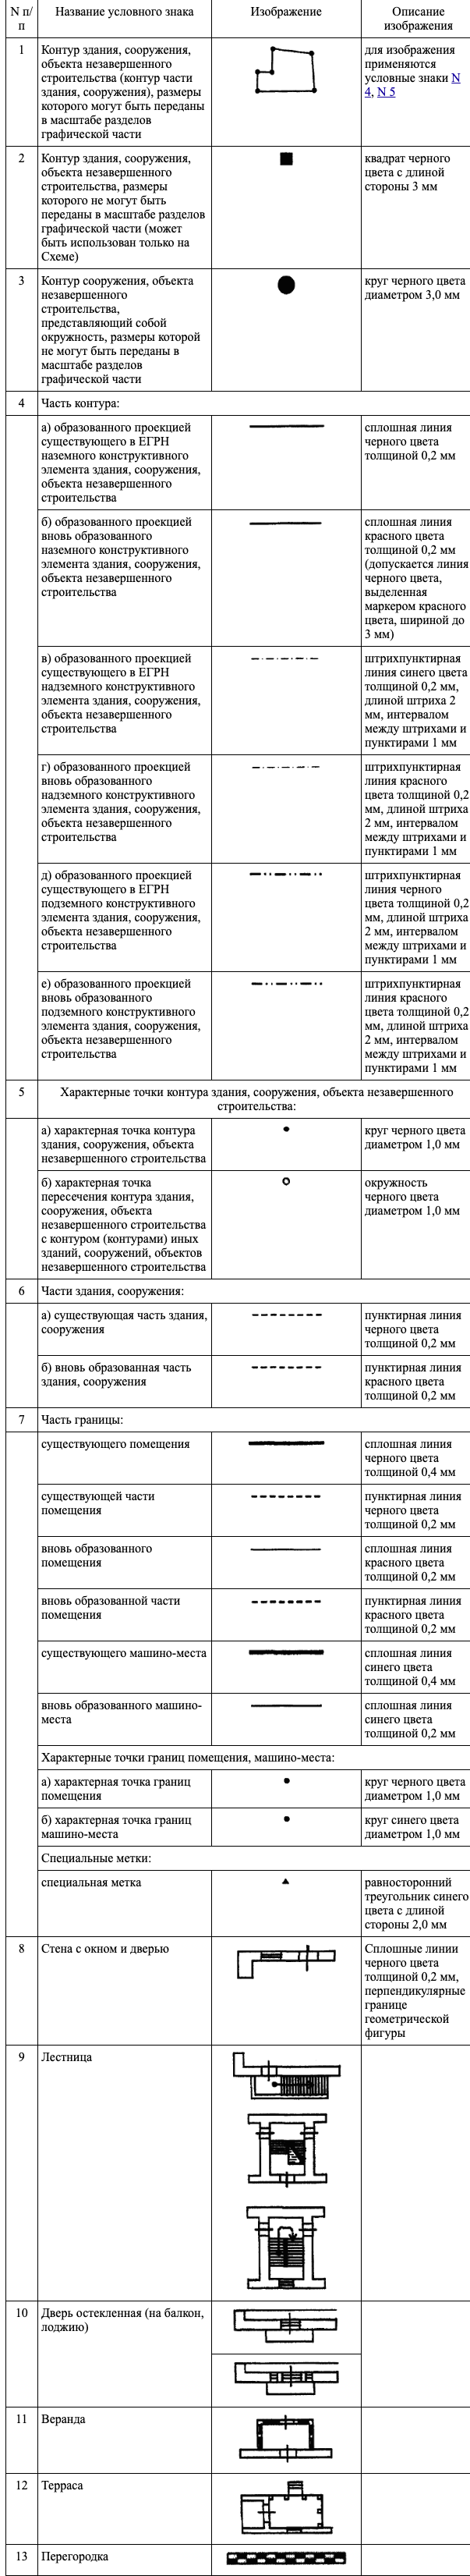 N п/п Название условного знака Изображение Описание изображения
1 Контур здания, сооружения, объекта незавершенного строительства (контур части здания, сооружения), размеры которого могут быть переданы в масштабе разделов графической части
для изображения применяются условные знаки N 4, N 5
2 Контур здания, сооружения, объекта незавершенного строительства, размеры которого не могут быть переданы в масштабе разделов графической части (может быть использован только на Схеме)
квадрат черного цвета с длиной стороны 3 мм
3 Контур сооружения, объекта незавершенного строительства, представляющий собой окружность, размеры которой не могут быть переданы в масштабе разделов графической части
круг черного цвета диаметром 3,0 мм
4 Часть контура:
а) образованного проекцией существующего в ЕГРН наземного конструктивного элемента здания, сооружения, объекта незавершенного строительства
сплошная линия черного цвета толщиной 0,2 мм
б) образованного проекцией вновь образованного наземного конструктивного элемента здания, сооружения, объекта незавершенного строительства
сплошная линия красного цвета толщиной 0,2 мм (допускается линия черного цвета, выделенная маркером красного цвета, шириной до 3 мм)
в) образованного проекцией существующего в ЕГРН надземного конструктивного элемента здания, сооружения, объекта незавершенного строительства
штрихпунктирная линия синего цвета толщиной 0,2 мм, длиной штриха 2 мм, интервалом между штрихами и пунктирами 1 мм
г) образованного проекцией вновь образованного надземного конструктивного элемента здания, сооружения, объекта незавершенного строительства
штрихпунктирная линия красного цвета толщиной 0,2 мм, длиной штриха 2 мм, интервалом между штрихами и пунктирами 1 мм
д) образованного проекцией существующего в ЕГРН подземного конструктивного элемента здания, сооружения, объекта незавершенного строительства
штрихпунктирная линия черного цвета толщиной 0,2 мм, длиной штриха 2 мм, интервалом между штрихами и пунктирами 1 мм
е) образованного проекцией вновь образованного подземного конструктивного элемента здания, сооружения, объекта незавершенного строительства
штрихпунктирная линия красного цвета толщиной 0,2 мм, длиной штриха 2 мм, интервалом между штрихами и пунктирами 1 мм
5 Характерные точки контура здания, сооружения, объекта незавершенного строительства:
а) характерная точка контура здания, сооружения, объекта незавершенного строительства
круг черного цвета диаметром 1,0 мм
б) характерная точка пересечения контура здания, сооружения, объекта незавершенного строительства с контуром (контурами) иных зданий, сооружений, объектов незавершенного строительства
окружность черного цвета диаметром 1,0 мм
6 Части здания, сооружения:
а) существующая часть здания, сооружения
пунктирная линия черного цвета толщиной 0,2 мм
б) вновь образованная часть здания, сооружения
пунктирная линия красного цвета толщиной 0,2 мм
7 Часть границы:
существующего помещения
сплошная линия черного цвета толщиной 0,4 мм
существующей части помещения
пунктирная линия черного цвета толщиной 0,2 мм
вновь образованного помещения
сплошная линия красного цвета толщиной 0,2 мм
вновь образованной части помещения
пунктирная линия красного цвета толщиной 0,2 мм
существующего машино-места
сплошная линия синего цвета толщиной 0,4 мм
вновь образованного машино-места
сплошная линия синего цвета толщиной 0,2 мм
Характерные точки границ помещения, машино-места:
а) характерная точка границ помещения
круг черного цвета диаметром 1,0 мм
б) характерная точка границ машино-места
круг синего цвета диаметром 1,0 мм
Специальные метки:
специальная метка
равносторонний треугольник синего цвета с длиной стороны 2,0 мм
8 Стена с окном и дверью
Сплошные линии черного цвета толщиной 0,2 мм, перпендикулярные границе геометрической фигуры
9 Лестница
10 Дверь остекленная (на балкон, лоджию)
11 Веранда
12 Терраса
13 Перегородка